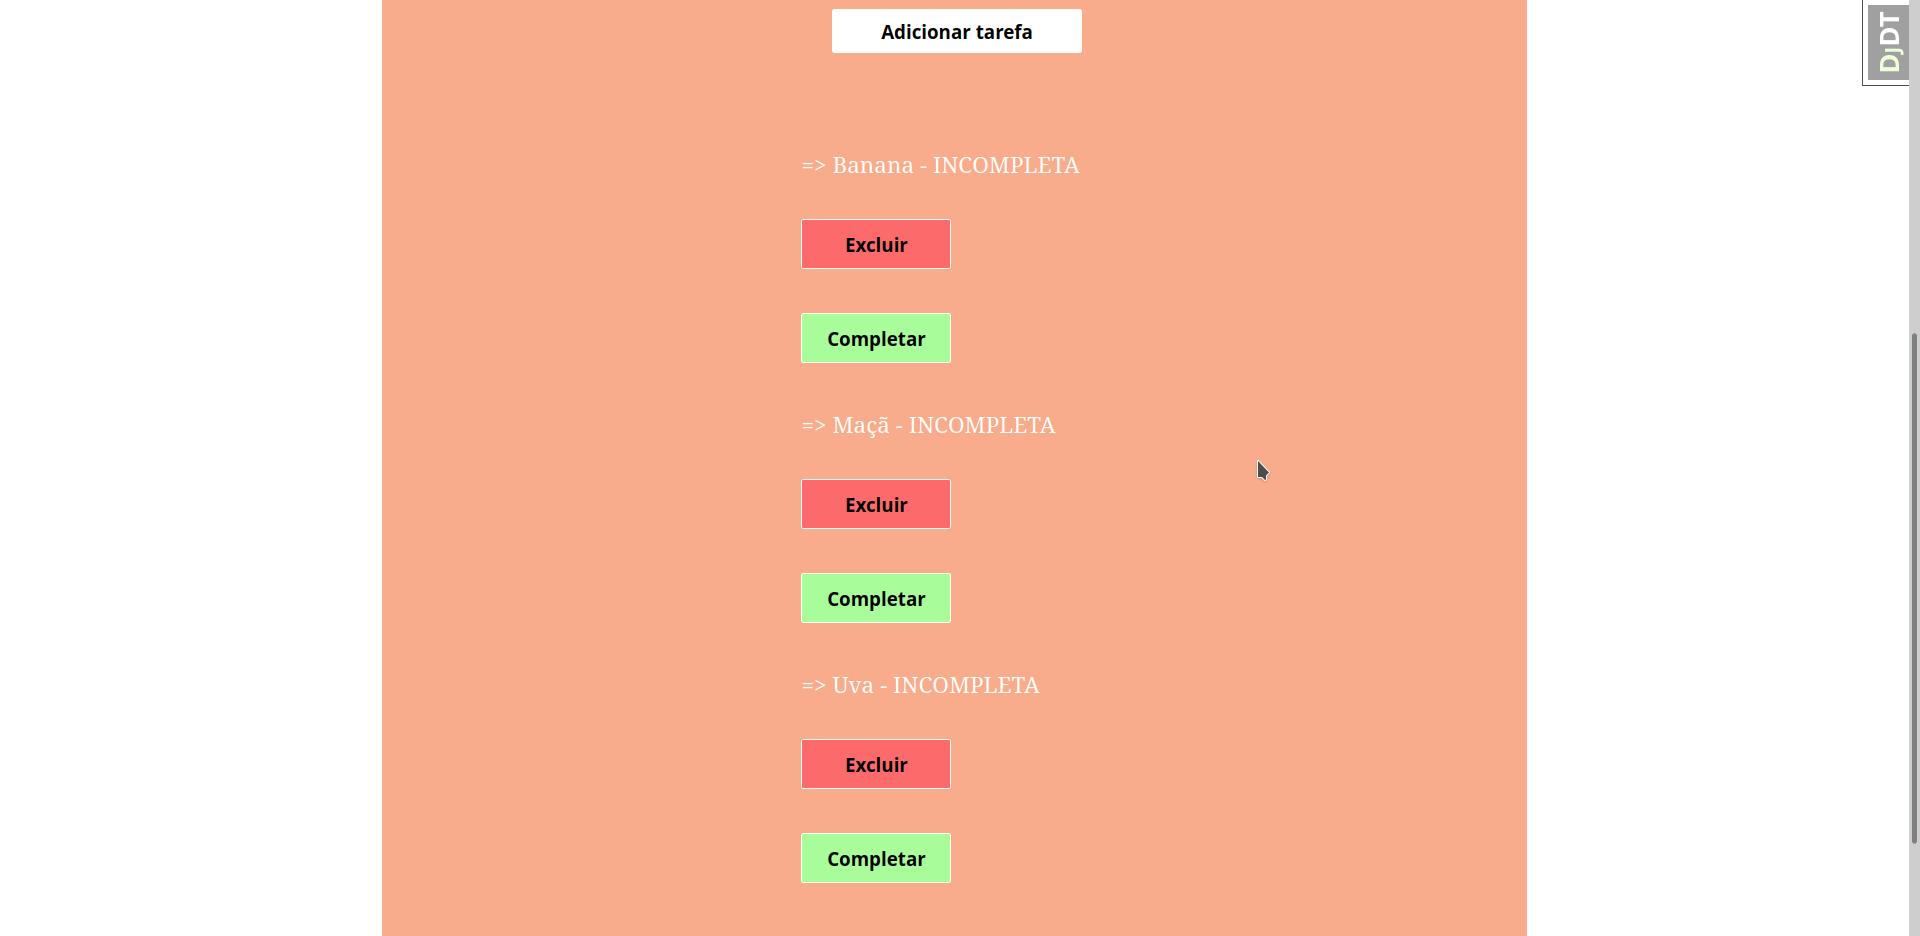 Adicionar tarefa
DjDT
=> Banana - INCOMPLETA
Excluir
Completar
=> Maçã - INCOMPLETA
Excluir
Completar
=> Uva - INCOMPLETA
Excluir
Completar